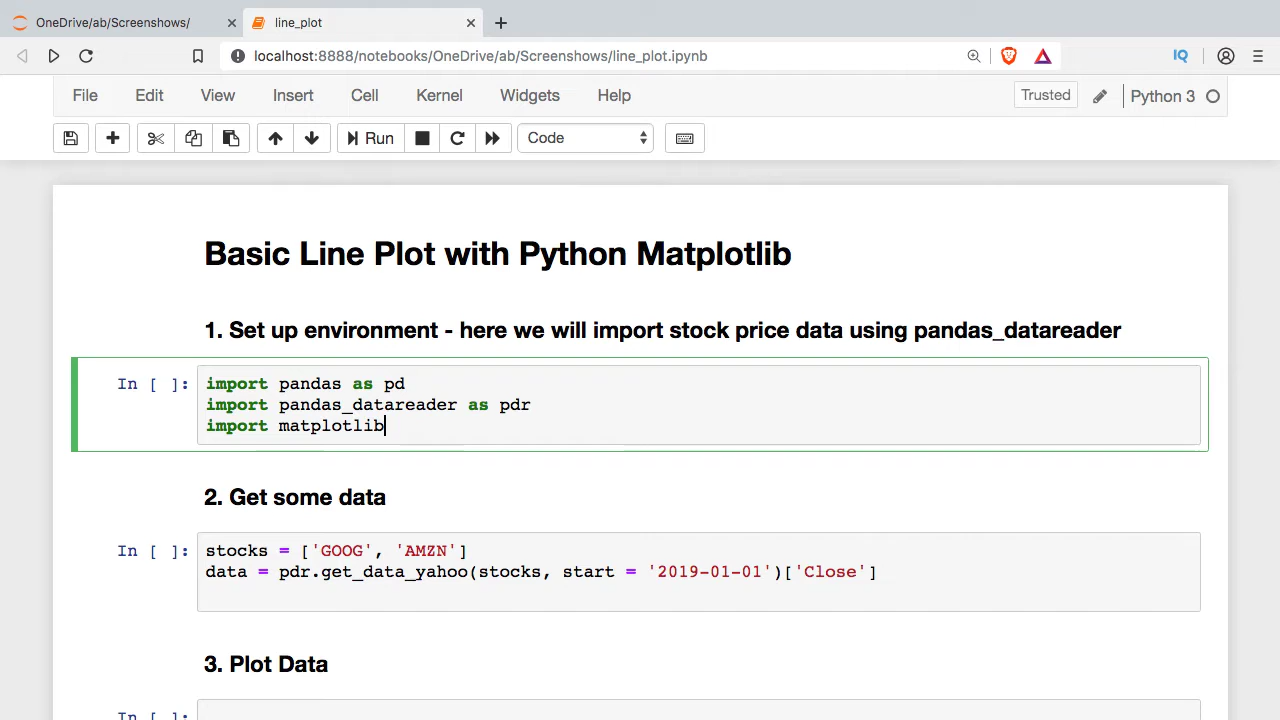 OneDrive/ab/Screenshows/
line_plot
localhost:8888/notebooks/OneDrive/ab/Screenshows/line_plot.ipynb
IQ
File Edit View Insert Cell Kernel Widgets Help Trusted Python 3
Run Code
Basic Line Plot with Python Matplotlib
1. Set up environment - here we will import stock price data using pandas_datareader
In [ ]: import pandas as pd
import pandas_datareader as pdr
import matplotlib
2. Get some data
In [ ]: stocks = ['GOOG', 'AMZN']
data = pdr.get_data_yahoo(stocks, start = '2019-01-01')['Close']
3. Plot Data
In [ ]: